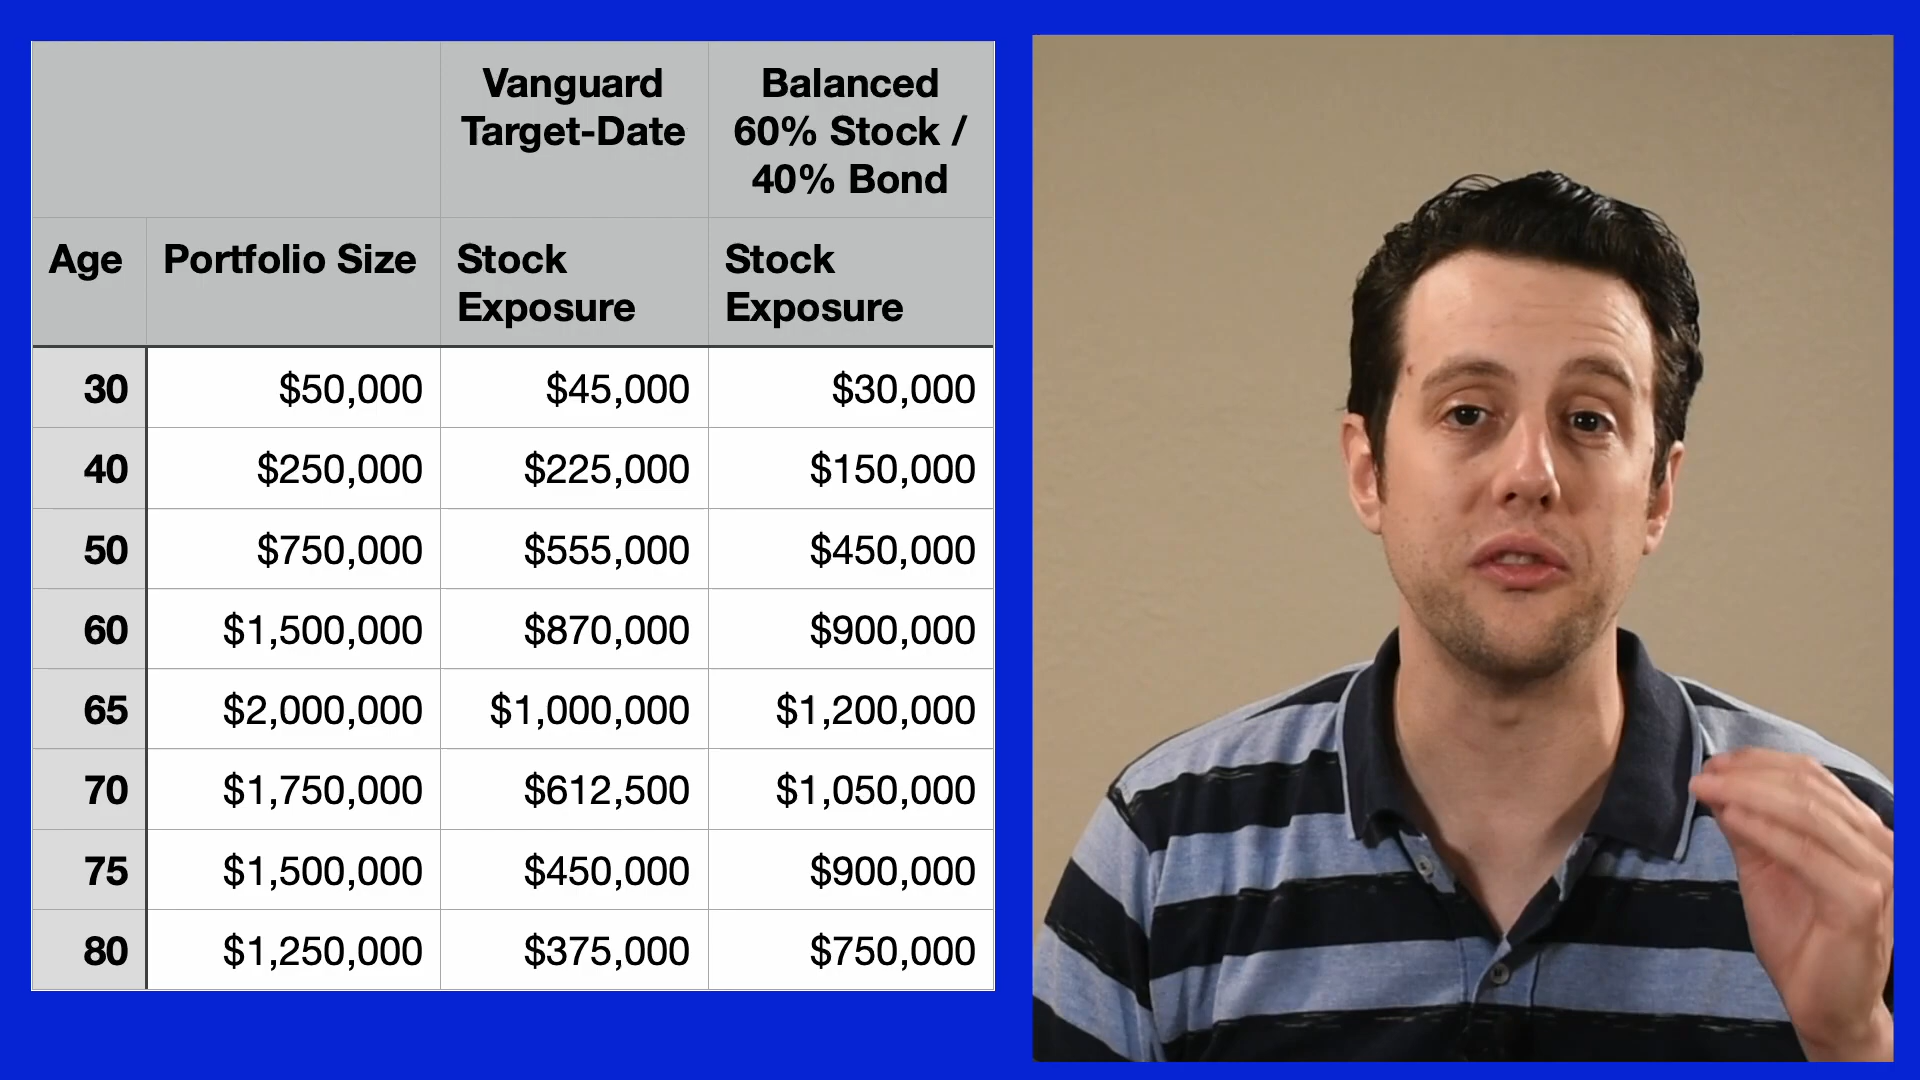 Vanguard
Target-Date
Balanced
60% Stock /
40% Bond
Age
Portfolio Size
Stock
Exposure
Stock
Exposure
30 $50,000 $45,000 $30,000
40 $250,000 $225,000 $150,000
50 $750,000 $555,000 $450,000
60 $1,500,000 $870,000 $900,000
65 $2,000,000 $1,000,000 $1,200,000
70 $1,750,000 $612,500 $1,050,000
75 $1,500,000 $450,000 $900,000
80 $1,250,000 $375,000 $750,000